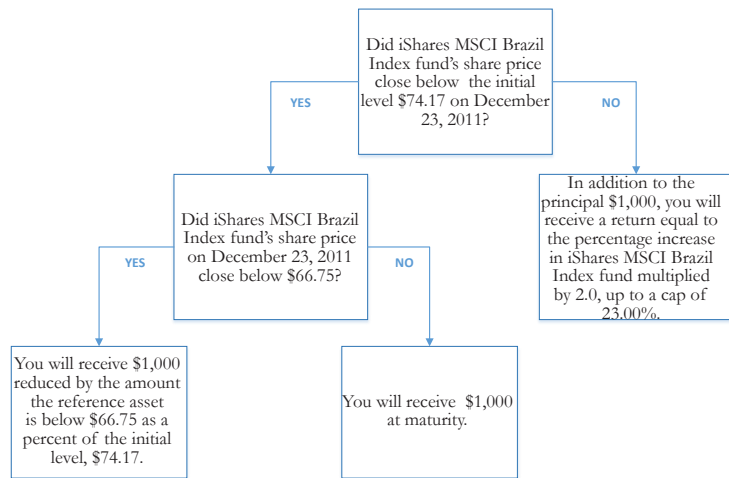 Did iShares MSCI Brazil
Index fund's share price
close below the initial
level $74.17 on December
23, 2011?
YES
NO
Did iShares MSCI Brazil
Index fund's share price
on December 23, 2011
close below $66.75?
In addition to the
principal $1,000, you will
receive a return equal to
the percentage increase
in iShares MSCI Brazil
Index fund multiplied
by 2.0, up to a cap of
23.00%.
YES
NO
You will receive $1,000
reduced by the amount
the reference asset
is below $66.75 as a
percent of the initial
level, $74.17.
You will receive $1,000
at maturity.